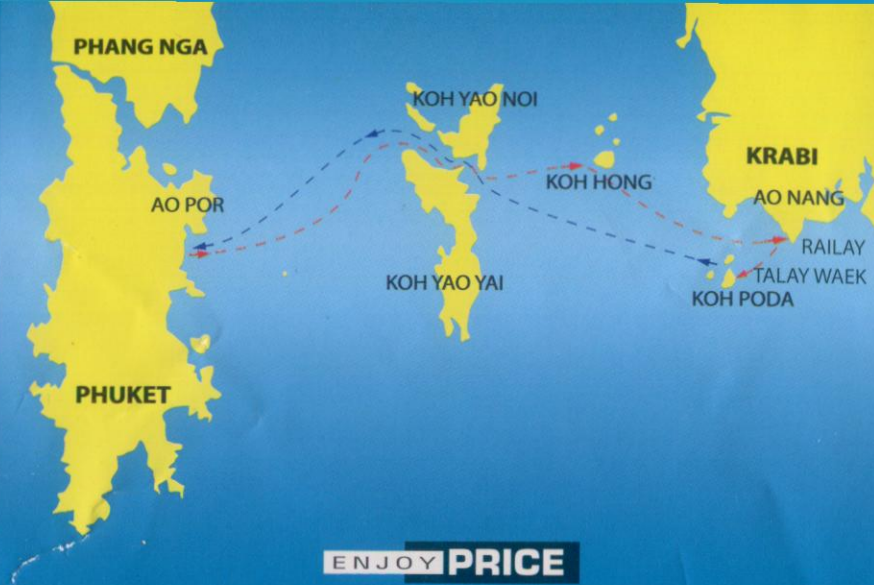 PHANG NGA
KOH YAO NOI
KRABI
KOH HONG
AO NANG
AO POR
RAILAY
TALAY WAEK
KOH YAO YAI
KOH PODA
PHUKET
ENJOY PRICE